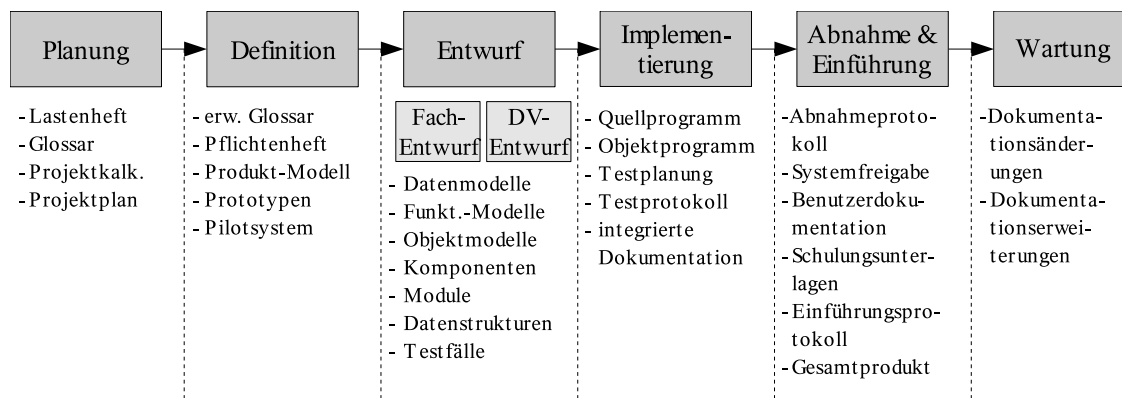 Planung
Definition
Entwurf
Implemen-
tierung
Abnahme &
Einführung
Wartung
- Lastenheft
- Glossar
- Projektkalk.
- Projektplan
- erw. Glossar
- Pflichtenheft
- Produkt-Modell
- Prototypen
- Pilotsystem
Fach-
Entwurf
DV-
Entwurf
- Datenmodelle
- Funkt.-Modelle
- Objektmodelle
- Komponenten
- Module
- Datenstrukturen
- Testfälle
- Quellprogramm
- Objektprogramm
- Testplanung
- Testprotokoll
- integrierte
Dokumentation
- Abnahmeproto-
koll
- Systemfreigabe
- Benutzerdoku-
mentation
- Schulungsunter-
lagen
- Einführungspro-
tokoll
- Gesamtprodukt
- Dokumenta-
tionsänder-
ungen
- Dokumenta-
tionserwei-
terungen